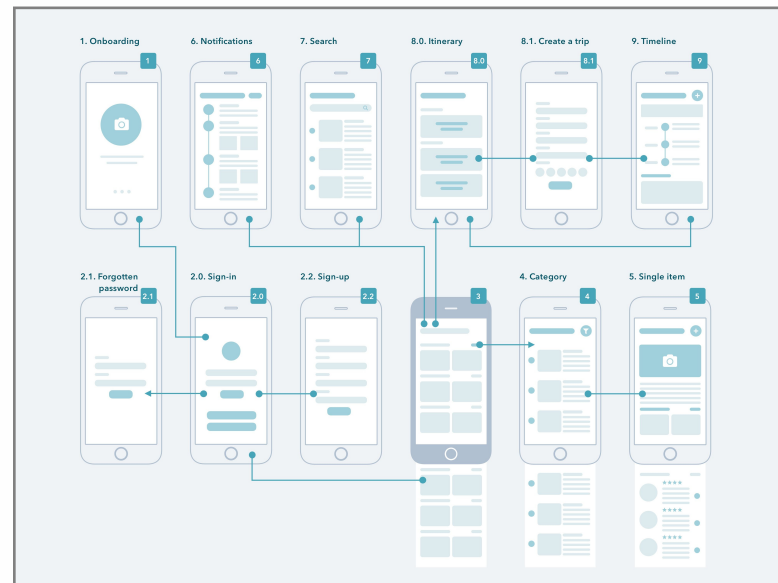 1. Onboarding
6. Notifications
7. Search
8.0. Itinerary
8.1. Create a trip
9. Timeline
1
6
7
8.0
8.1
9
2.1. Forgotten
password
2.0. Sign-in
2.2. Sign-up
4. Category
5. Single item
2.1
2.0
2.2
3
4
5